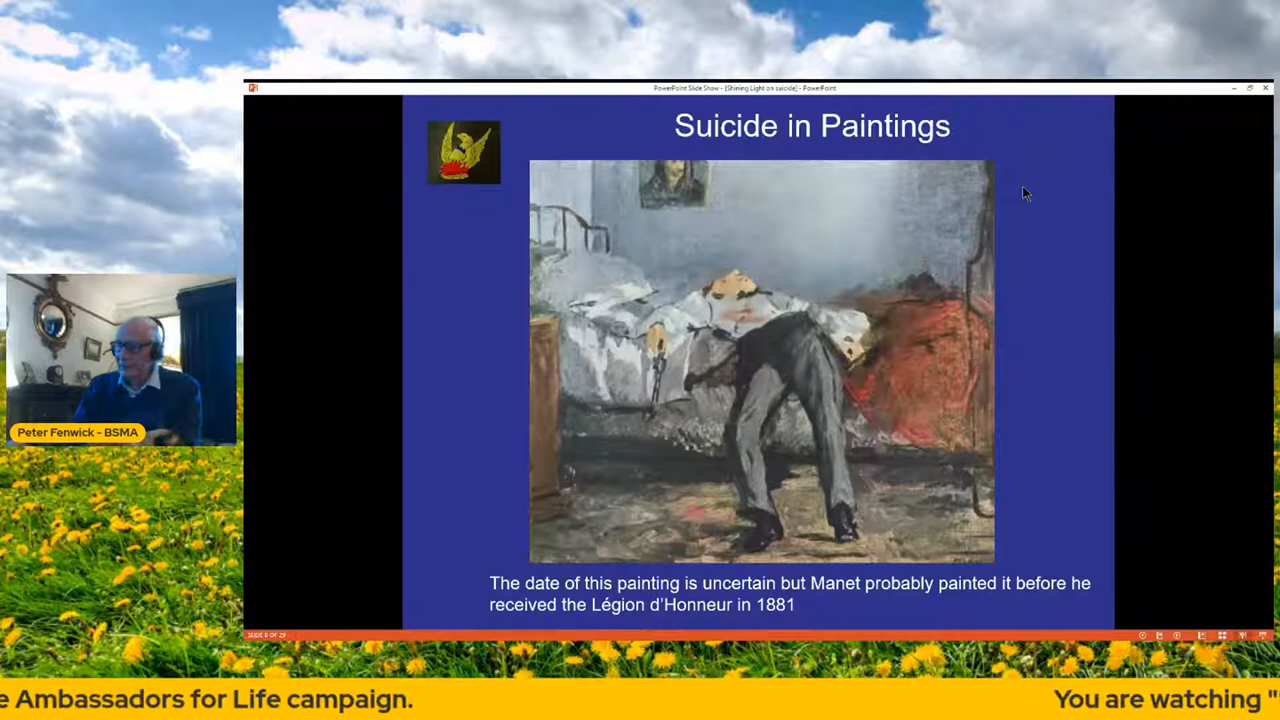 PowerPoint Slide Show - [Shining Light on suicide] - PowerPoint
Suicide in Paintings
Peter Fenwick - BSMA
The date of this painting is uncertain but Manet probably painted it before he
received the Légion d'Honneur in 1881
SLIDE 8 OF 29
e Ambassadors for Life campaign.
You are watching "